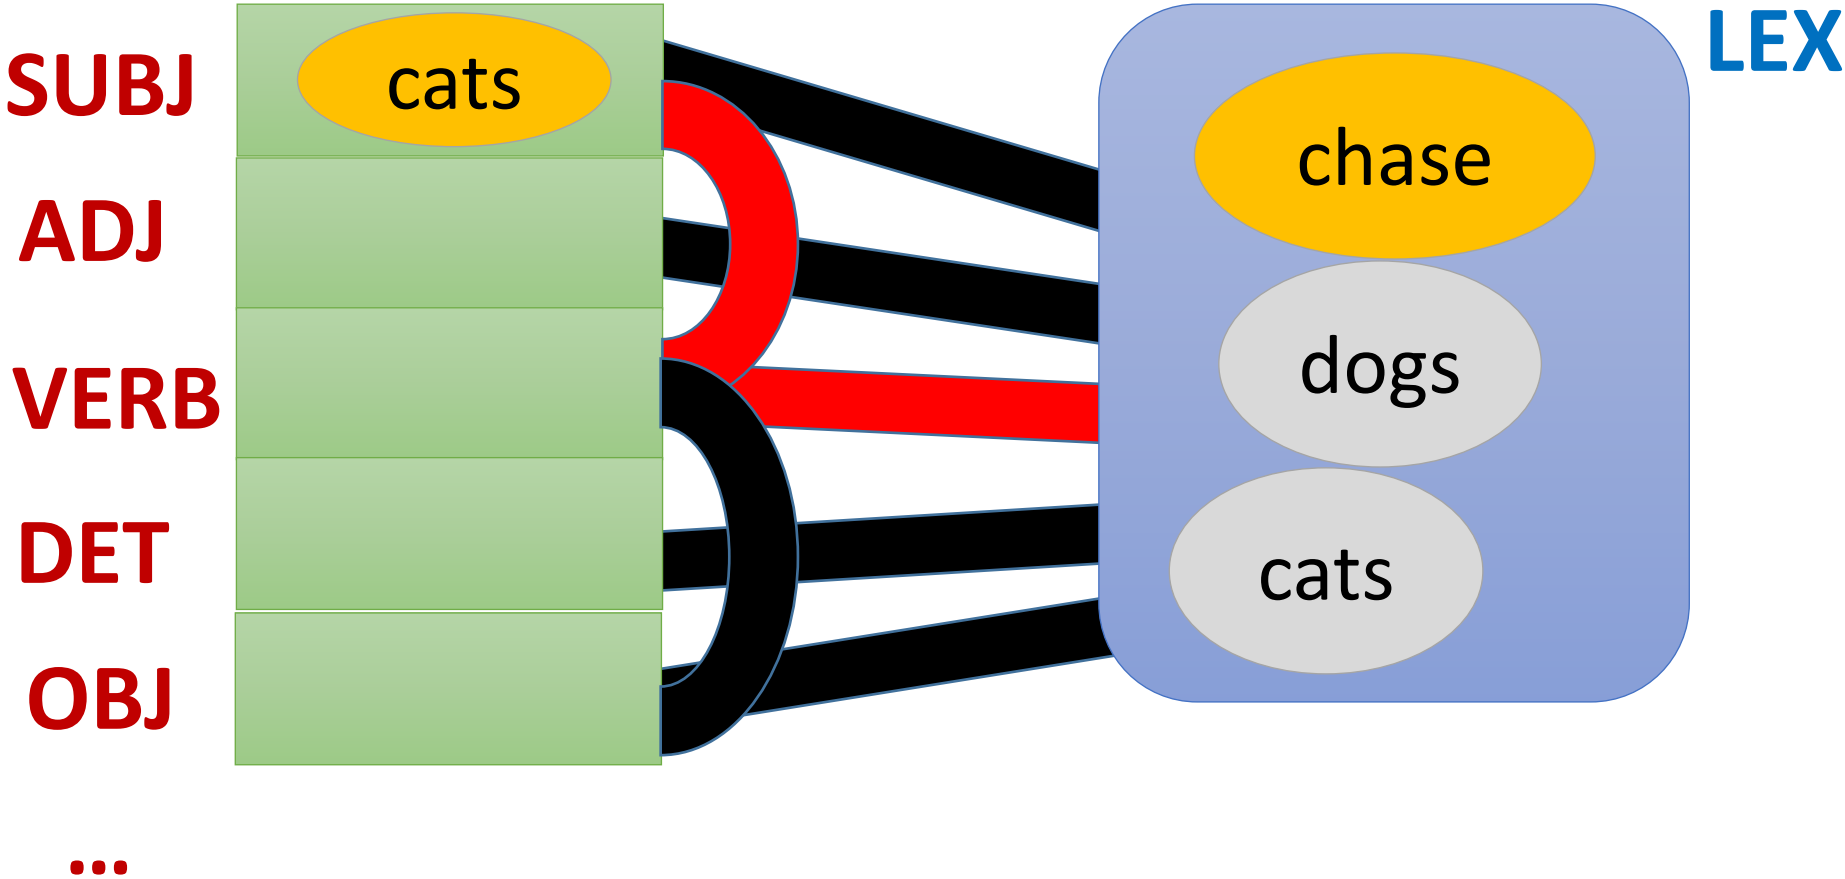 SUBJ
cats
LEX
chase
ADJ
dogs
VERB
DET
cats
OBJ
...